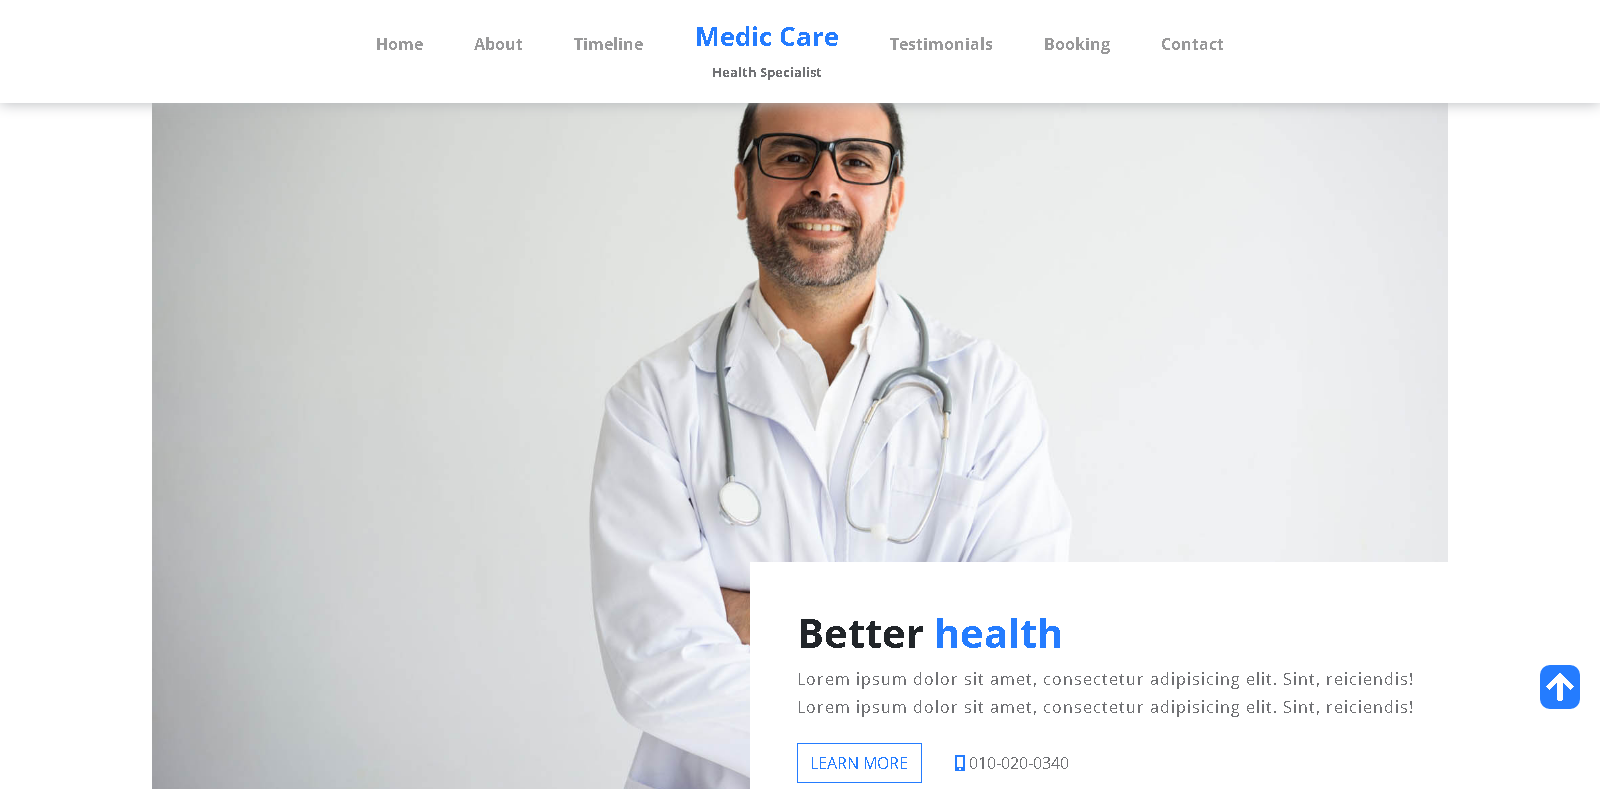 Home About Timeline Medic Care Testimonials Booking Contact
Health Specialist
Better health
Lorem ipsum dolor sit amet, consectetur adipisicing elit. Sint, reiciendis!
Lorem ipsum dolor sit amet, consectetur adipisicing elit. Sint, reiciendis!
LEARN MORE 010-020-0340